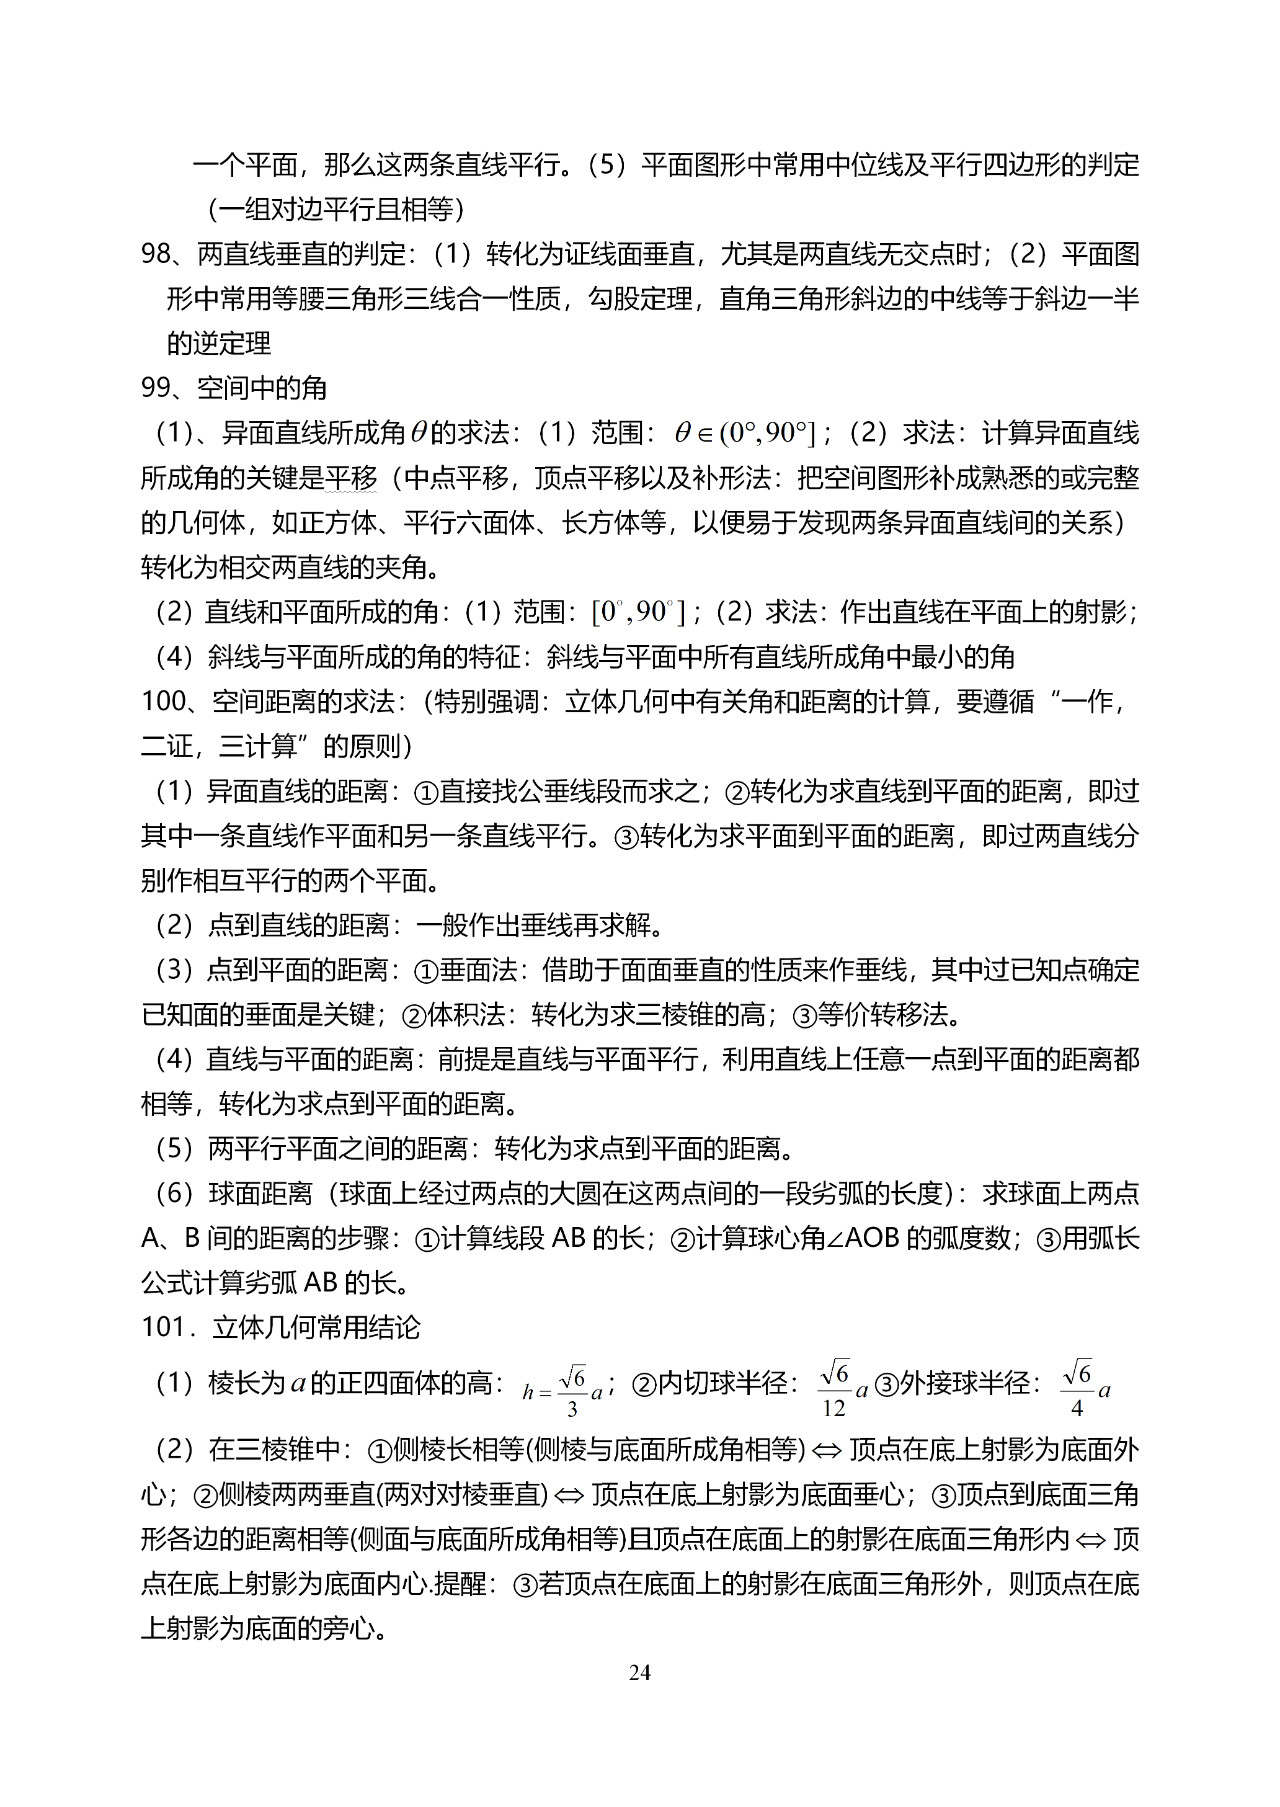 一个平面，那么这两条直线平行。（5）平面图形中常用中位线及平行四边形的判定
（一组对边平行且相等）
98、两直线垂直的判定：（1）转化为证线面垂直，尤其是两直线无交点时；（2）平面图
形中常用等腰三角形三线合一性质，勾股定理，直角三角形斜边的中线等于斜边一半
的逆定理
99、空间中的角
（1）、异面直线所成角θ的求法：（1）范围：θ∈(0°,90°]；（2）求法：计算异面直线
所成角的关键是平移（中点平移，顶点平移以及补形法：把空间图形补成熟悉的或完整
的几何体，如正方体、平行六面体、长方体等，以便易于发现两条异面直线间的关系）
转化为相交两直线的夹角。
（2）直线和平面所成的角：（1）范围：[0°,90°]；（2）求法：作出直线在平面上的射影；
（4）斜线与平面所成的角的特征：斜线与平面中所有直线所成角中最小的角
100、空间距离的求法：（特别强调：立体几何中有关角和距离的计算，要遵循“一作，
二证，三计算”的原则）
（1）异面直线的距离：①直接找公垂线段而求之；②转化为求直线到平面的距离，即过
其中一条直线作平面和另一条直线平行。③转化为求平面到平面的距离，即过两直线分
别作相互平行的两个平面。
（2）点到直线的距离：一般作出垂线再求解。
（3）点到平面的距离：①垂面法：借助于面面垂直的性质来作垂线，其中过已知点确定
已知面的垂面是关键；②体积法：转化为求三棱锥的高；③等价转移法。
（4）直线与平面的距离：前提是直线与平面平行，利用直线上任意一点到平面的距离都
相等，转化为求点到平面的距离。
（5）两平行平面之间的距离：转化为求点到平面的距离。
（6）球面距离（球面上经过两点的大圆在这两点间的一段劣弧的长度）：求球面上两点
A、B 间的距离的步骤：①计算线段 AB 的长；②计算球心角∠AOB 的弧度数；③用弧长
公式计算劣弧 AB 的长。
101．立体几何常用结论
（1）棱长为a的正四面体的高：h=√6/3 a；②内切球半径：√6/12 a③外接球半径：√6/4 a
（2）在三棱锥中：①侧棱长相等(侧棱与底面所成角相等)⇔顶点在底上射影为底面外
心；②侧棱两两垂直(两对对棱垂直)⇔顶点在底上射影为底面垂心；③顶点到底面三角
形各边的距离相等(侧面与底面所成角相等)且顶点在底面上的射影在底面三角形内⇔顶
点在底上射影为底面内心.提醒：③若顶点在底面上的射影在底面三角形外，则顶点在底
上射影为底面的旁心。
24